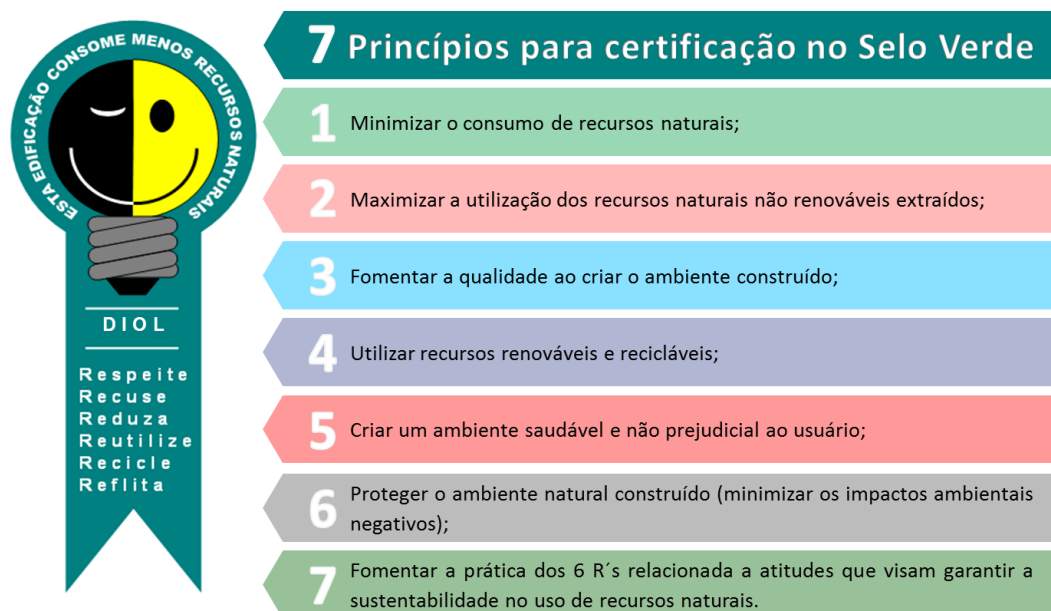 ESTA EDIFICAÇÃO CONSOME MENOS RECURSOS NATURAIS
DIOL
Respeite
Recuse
Reduza
Reutilize
Recicle
Reflita
7 Princípios para certificação no Selo Verde
1 Minimizar o consumo de recursos naturais;
2 Maximizar a utilização dos recursos naturais não renováveis extraídos;
3 Fomentar a qualidade ao criar o ambiente construído;
4 Utilizar recursos renováveis e recicláveis;
5 Criar um ambiente saudável e não prejudicial ao usuário;
6 Proteger o ambiente natural construído (minimizar os impactos ambientais
negativos);
7 Fomentar a prática dos 6 R´s relacionada a atitudes que visam garantir a
sustentabilidade no uso de recursos naturais.